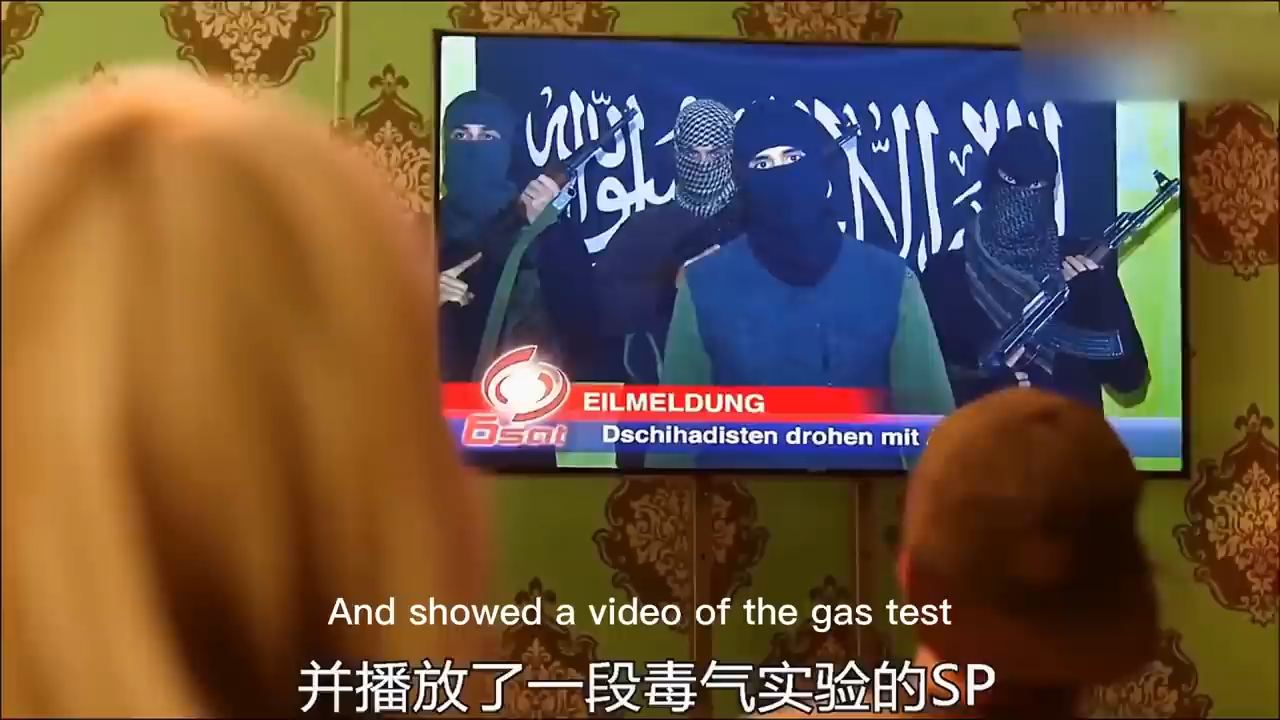 EILMELDUNG
6sat
Dschihadisten drohen mit
And showed a video of the gas test
并播放了一段毒气实验的SP